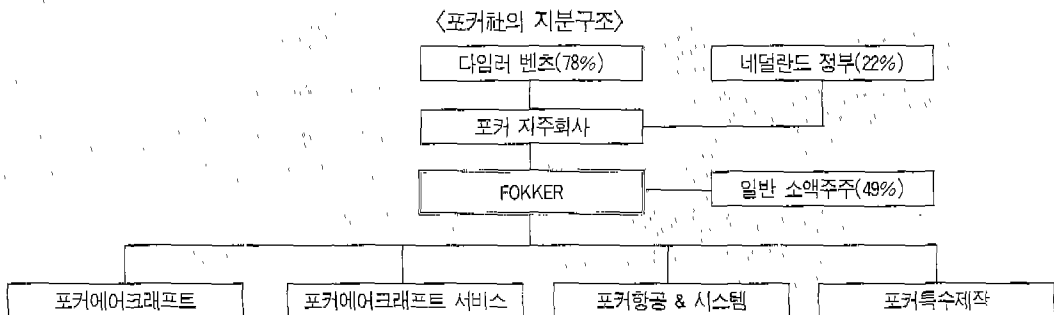 〈포커社의 지분구조〉
다임러 벤츠(78%) 네덜란드 정부(22%)
포커 지주회사
FOKKER 일반 소액주주(49%)
포커에어크래프트 포커에어크래프트 서비스 포커항공 & 시스템 포커특수제작